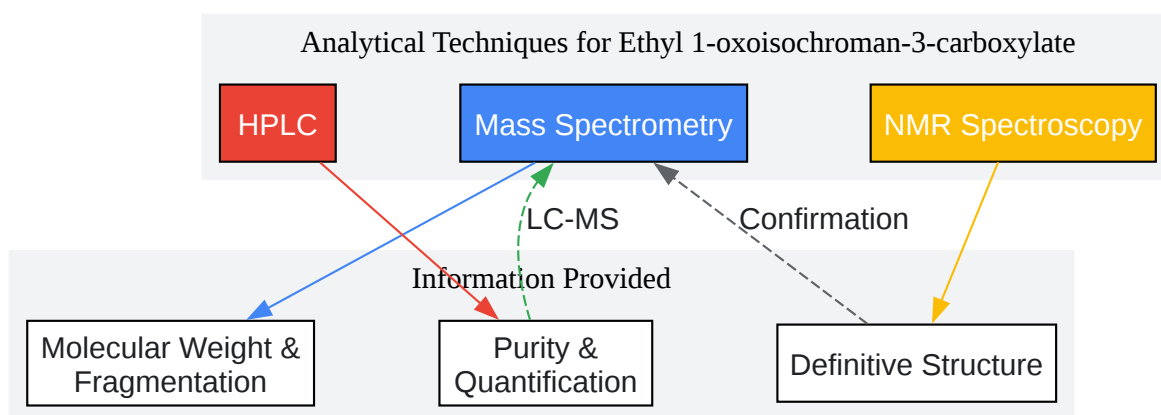 Analytical Techniques for Ethyl 1-oxoisochroman-3-carboxylate
HPLC
Mass Spectrometry
NMR Spectroscopy
LC-MS
Confirmation
Information Provided
Molecular Weight &
Fragmentation
Purity &
Quantification
Definitive Structure